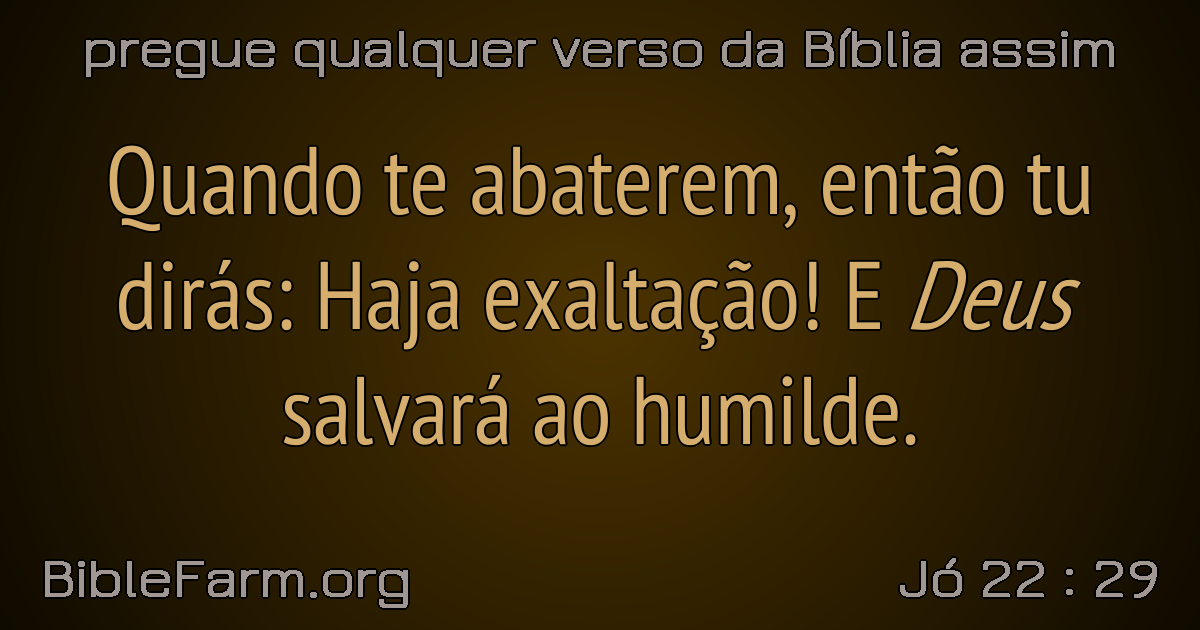 pregue qualquer verso da Bíblia assim
Quando te abaterem, então tu
dirás: Haja exaltação! E Deus
salvará ao humilde.
BibleFarm.org
Jó 22 : 29